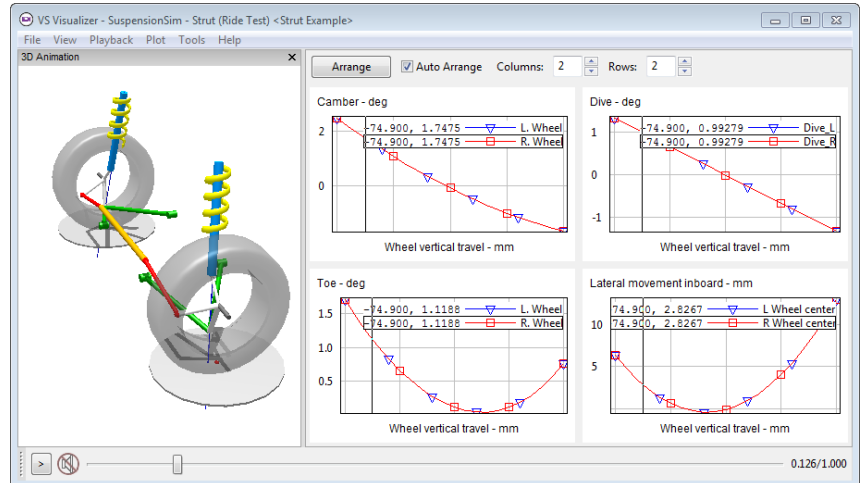 VS Visualizer - SuspensionSim - Strut (Ride Test) <Strut Example>
File View Playback Plot Tools Help
3D Animation
Arrange Auto Arrange Columns: 2 Rows: 2
Camber - deg
-74.900, 1.7475 L. Wheel
-74.900, 1.7475 R. Wheel
2
0
Wheel vertical travel - mm
Dive - deg
-74.900, 0.99279 Dive_L
-74.900, 0.99279 Dive_R
1
0
-1
Wheel vertical travel - mm
Toe - deg
-74.900, 1.1188 L. Wheel
-74.900, 1.1188 R. Wheel
1.5
1.0
0.5
Wheel vertical travel - mm
Lateral movement inboard - mm
74.900, 2.8267 L Wheel center
74.900, 2.8267 R Wheel center
10
5
Wheel vertical travel - mm
> 0.126/1.000